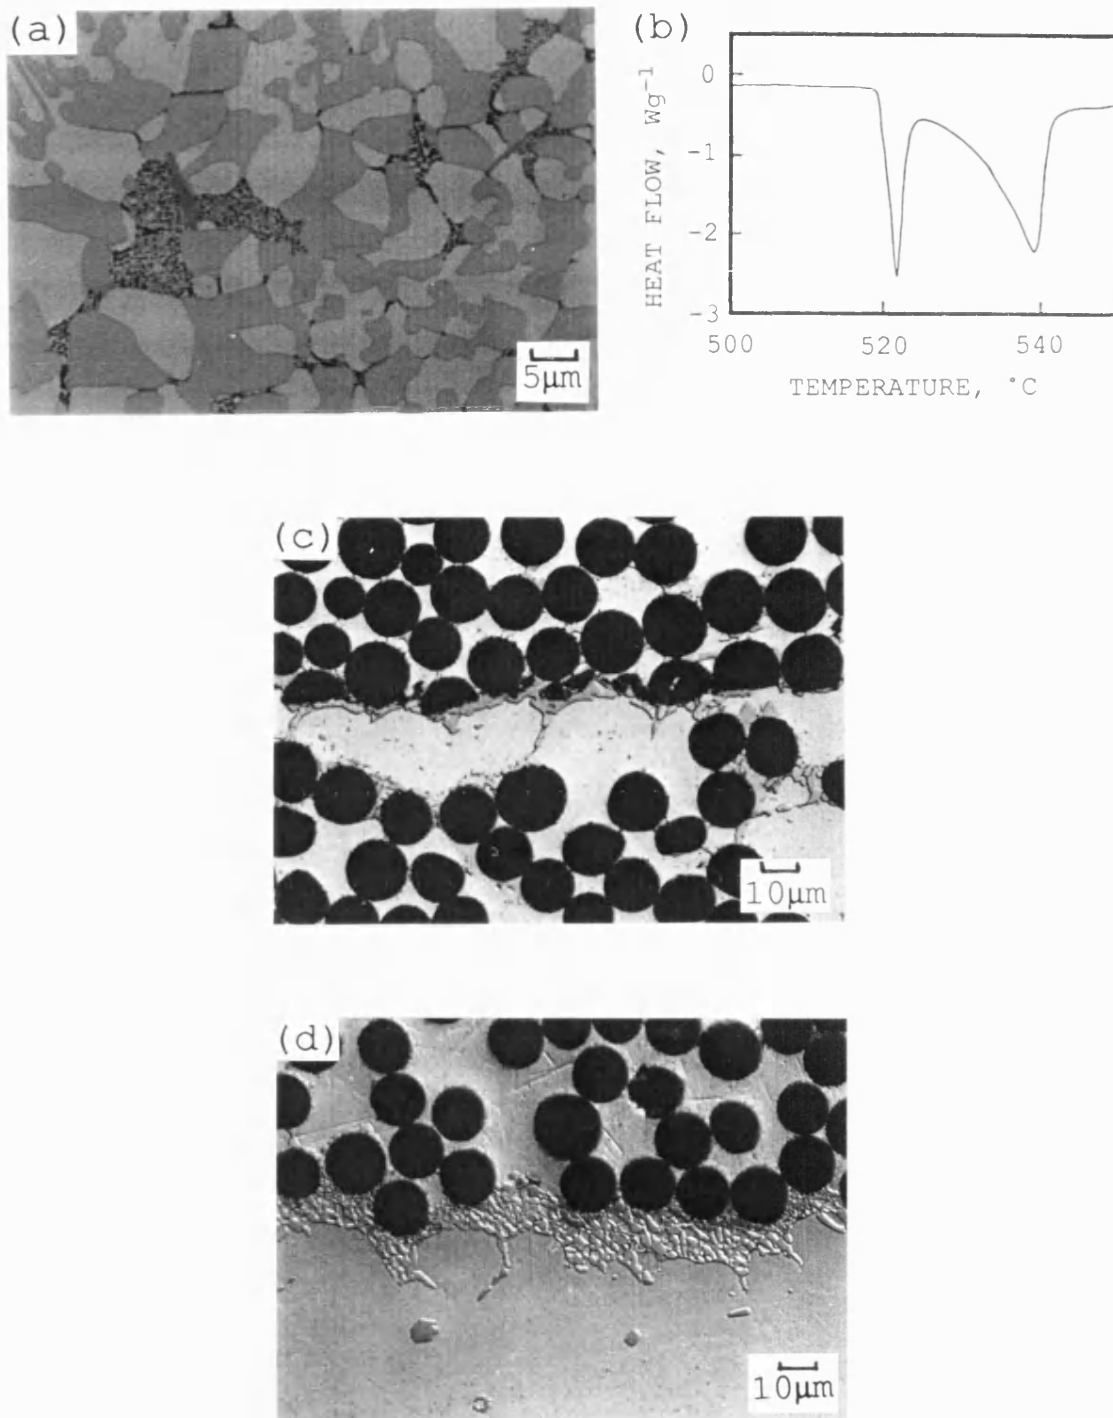 (a)
5μm
(b)
HEAT FLOW, Wg⁻¹
0
-1
-2
-3
500
520
540
TEMPERATURE, °C
(c)
10μm
(d)
10μm